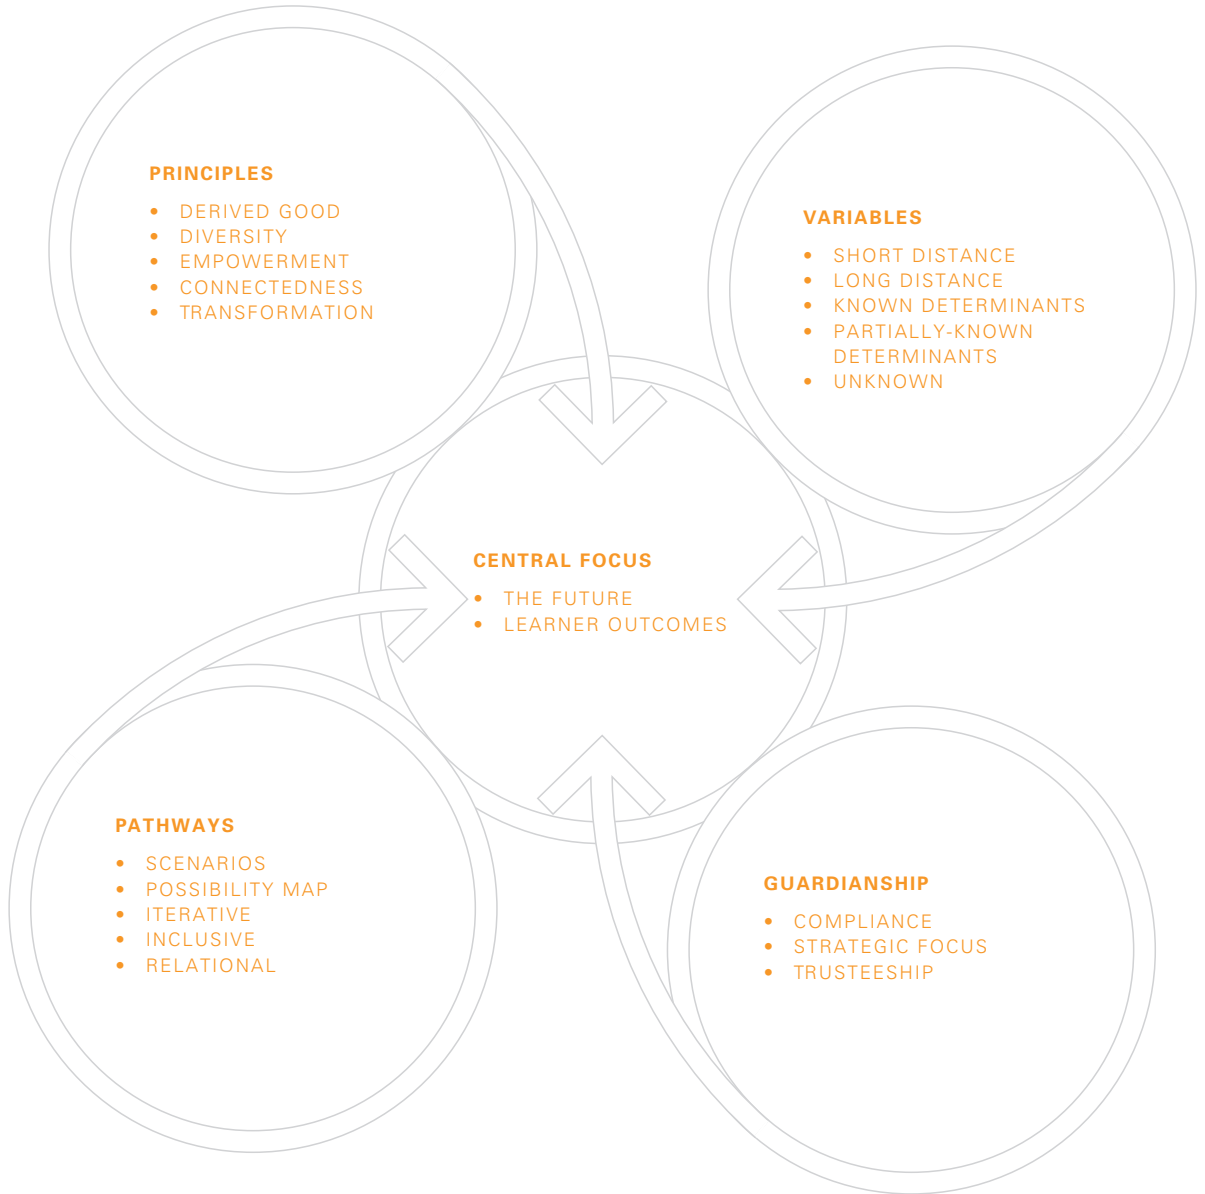 PRINCIPLES
• DERIVED GOOD
• DIVERSITY
• EMPOWERMENT
• CONNECTEDNESS
• TRANSFORMATION
VARIABLES
• SHORT DISTANCE
• LONG DISTANCE
• KNOWN DETERMINANTS
• PARTIALLY-KNOWN
DETERMINANTS
• UNKNOWN
CENTRAL FOCUS
• THE FUTURE
• LEARNER OUTCOMES
PATHWAYS
• SCENARIOS
• POSSIBILITY MAP
• ITERATIVE
• INCLUSIVE
• RELATIONAL
GUARDIANSHIP
• COMPLIANCE
• STRATEGIC FOCUS
• TRUSTEESHIP